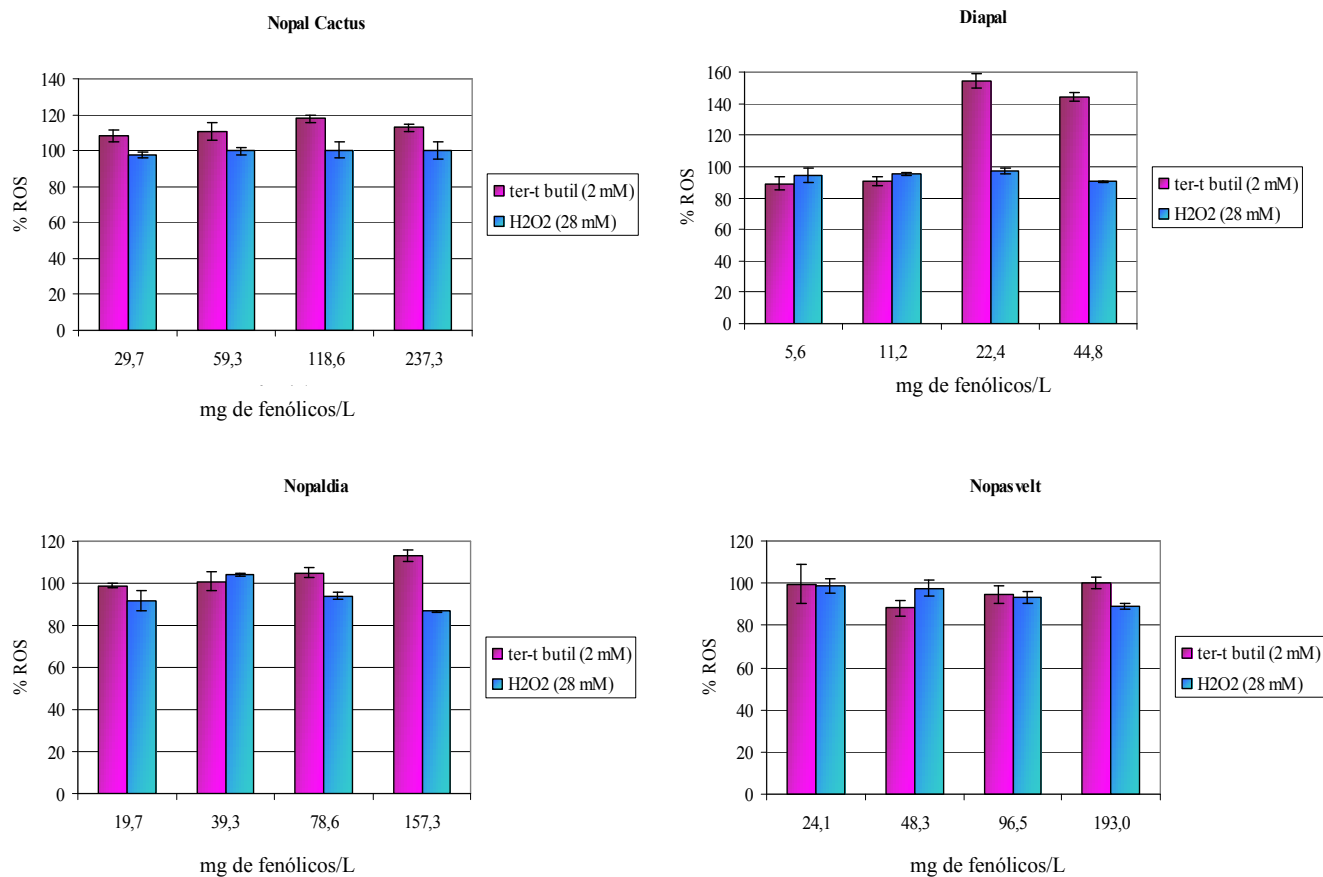 Nopal Cactus
140
120
100
80
60
40
20
0
% ROS
29,7 59,3 118,6 237,3
mg de fenólicos/L
ter-t butil (2 mM)
H2O2 (28 mM)
Diapal
160
140
120
100
80
60
40
20
0
% ROS
5,6 11,2 22,4 44,8
mg de fenólicos/L
ter-t butil (2 mM)
H2O2 (28 mM)
Nopaldia
120
100
80
60
40
20
0
% ROS
19,7 39,3 78,6 157,3
mg de fenólicos/L
ter-t butil (2 mM)
H2O2 (28 mM)
Nopasvelt
120
100
80
60
40
20
0
% ROS
24,1 48,3 96,5 193,0
mg de fenólicos/L
ter-t butil (2 mM)
H2O2 (28 mM)